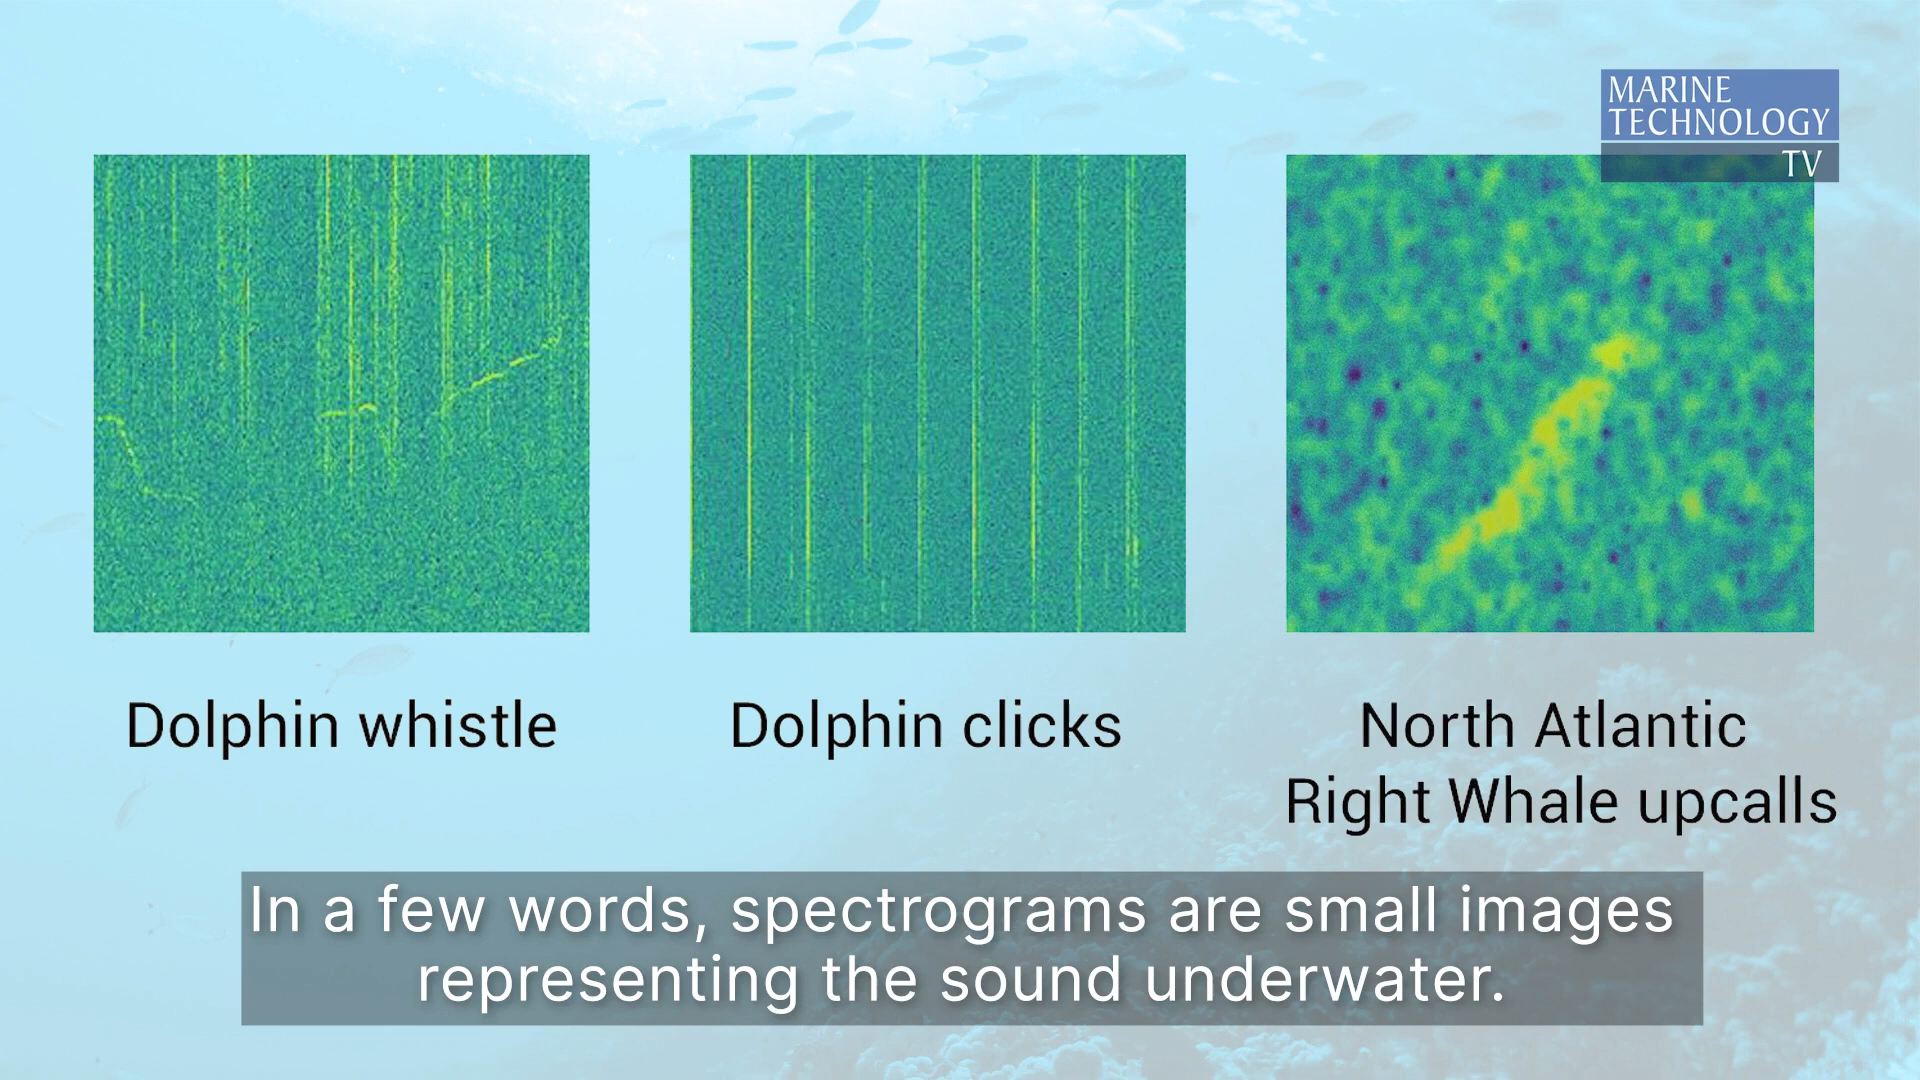 MARINE
TECHNOLOGY
TV
Dolphin whistle
Dolphin clicks
North Atlantic
Right Whale upcalls
In a few words, spectrograms are small images
representing the sound underwater.